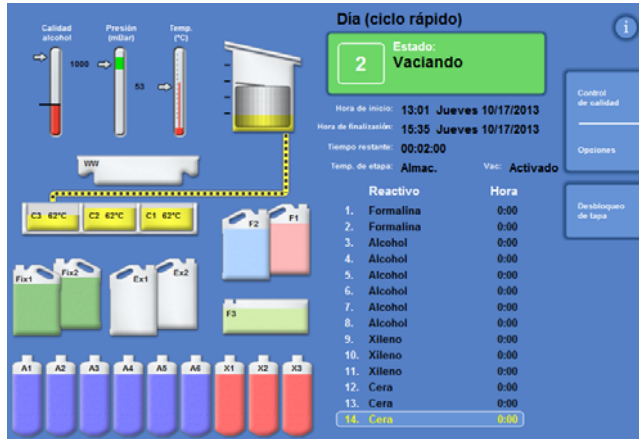 Día (ciclo rápido)
Calidad alcohol
Presión (mDar)
Temp. (ºC)
1000
53
2
Estado:
Vaciando
i
Hora de inicio: 13:01 Jueves 10/17/2013
Hora de finalización: 15:35 Jueves 10/17/2013
Tiempo restante: 00:02:00
Temp. de etapa: Almac. Vac: Activado
Control de calidad
Opciones
Desbloqueo de tapa
WW
C3 62ºC
C2 62ºC
C1 62ºC
F2
F1
Fix1
Fix2
Ex1
Ex2
F3
A1
A2
A3
A4
A5
A6
X1
X2
X3
Reactivo Hora
1. Formalina 0:00
2. Formalina 0:00
3. Alcohol 0:00
4. Alcohol 0:00
5. Alcohol 0:00
6. Alcohol 0:00
7. Alcohol 0:00
8. Alcohol 0:00
9. Xileno 0:00
10. Xileno 0:00
11. Xileno 0:00
12. Cera 0:00
13. Cera 0:00
14. Cera 0:00